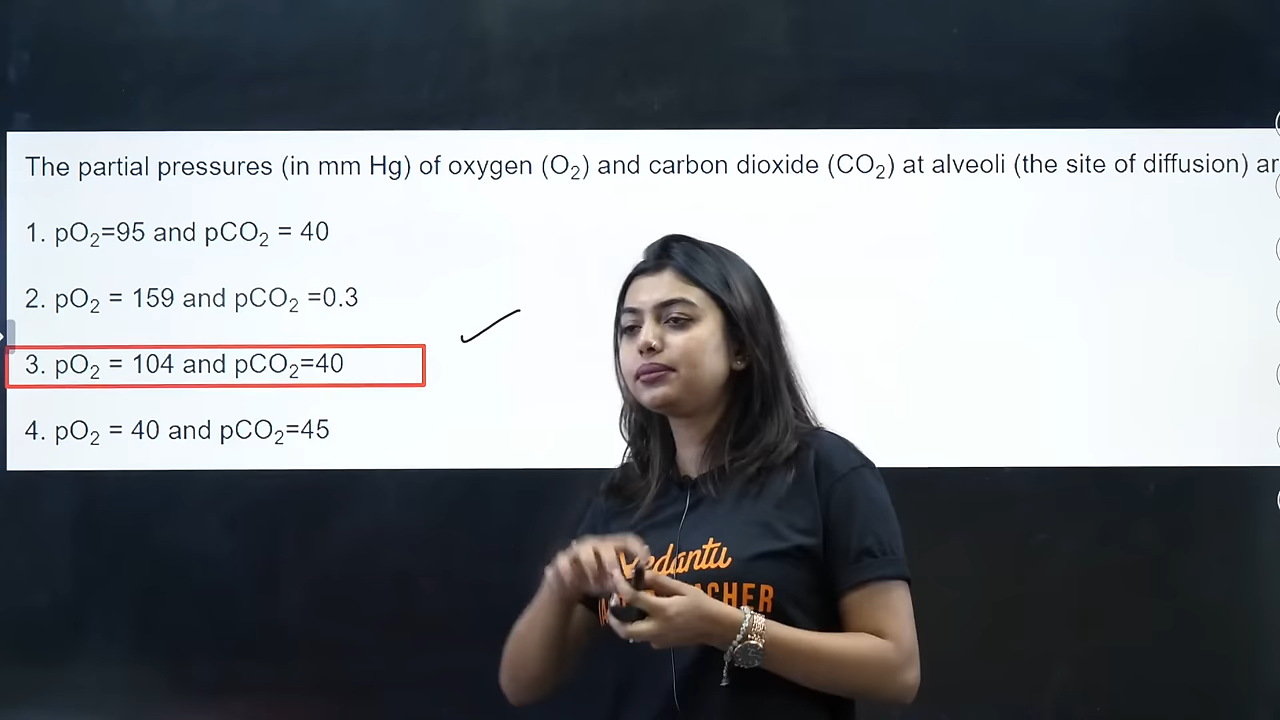 The partial pressures (in mm Hg) of oxygen (O₂) and carbon dioxide (CO₂) at alveoli (the site of diffusion)
1. pO₂=95 and pCO₂ = 40
2. pO₂ = 159 and pCO₂ =0.3
3. pO₂ = 104 and pCO₂=40
4. pO₂ = 40 and pCO₂=45
Vedantu